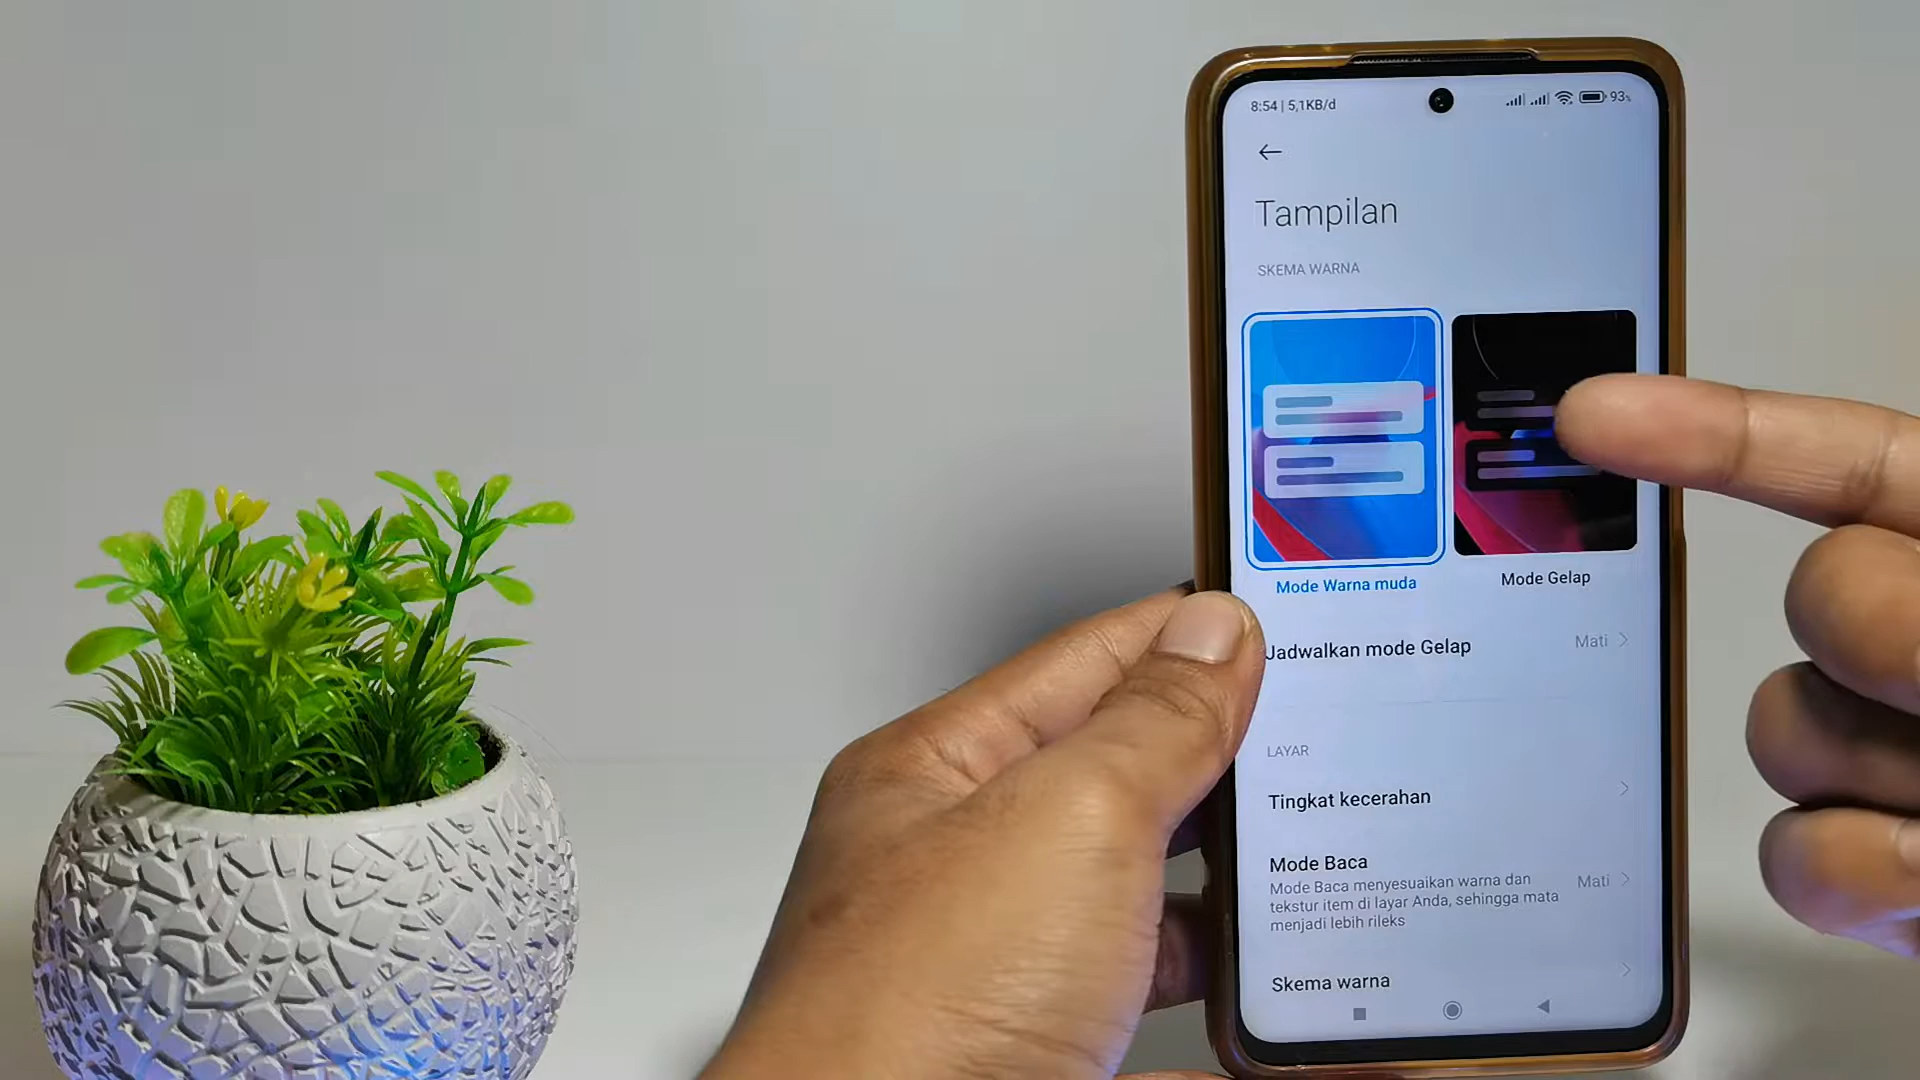 8:54 | 5,1KB/d
93%
Tampilan
SKEMA WARNA
Mode Warna muda
Mode Gelap
Jadwalkan mode Gelap
Mati
LAYAR
Tingkat kecerahan
Mode Baca
Mode Baca menyesuaikan warna dan
tekstur item di layar Anda, sehingga mata
menjadi lebih rileks
Mati
Skema warna